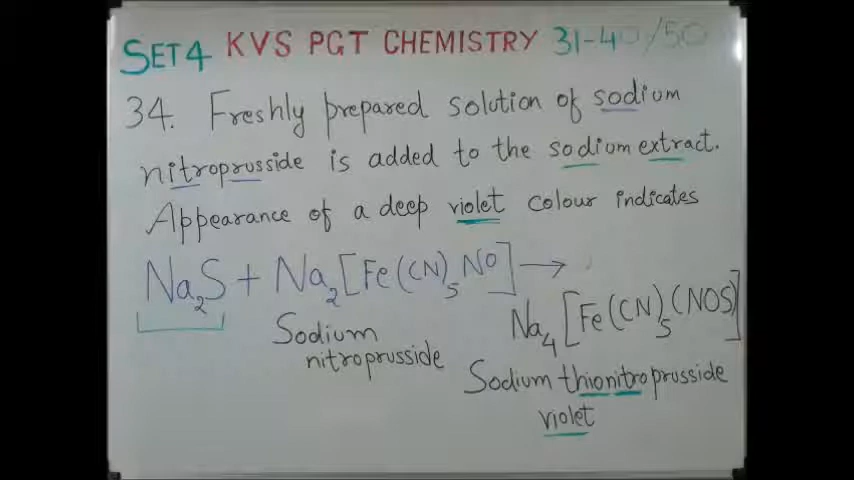 SET4 KVS PGT CHEMISTRY 31-40/50
34. Freshly prepared solution of sodium
nitroprusside is added to the sodium extract.
Appearance of a deep violet colour indicates
Na₂S + Na₂[Fe(CN)₅NO] →
Na₄[Fe(CN)₅(NOS)]
Sodium
nitroprusside
Sodium thionitroprusside
violet